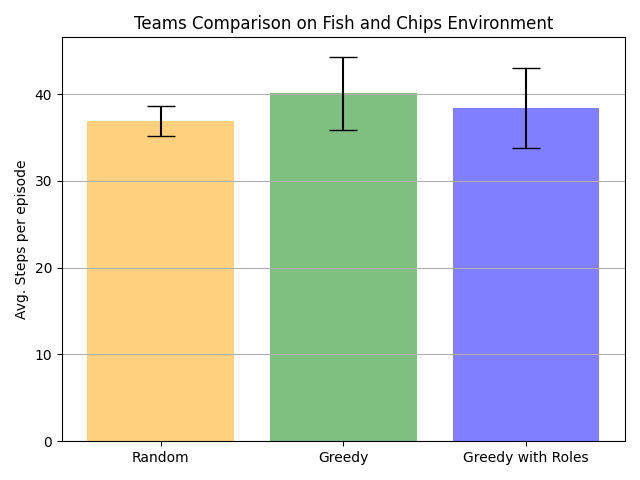 Teams Comparison on Fish and Chips Environment
Avg. Steps per episode
40
30
20
10
0
Random
Greedy
Greedy with Roles